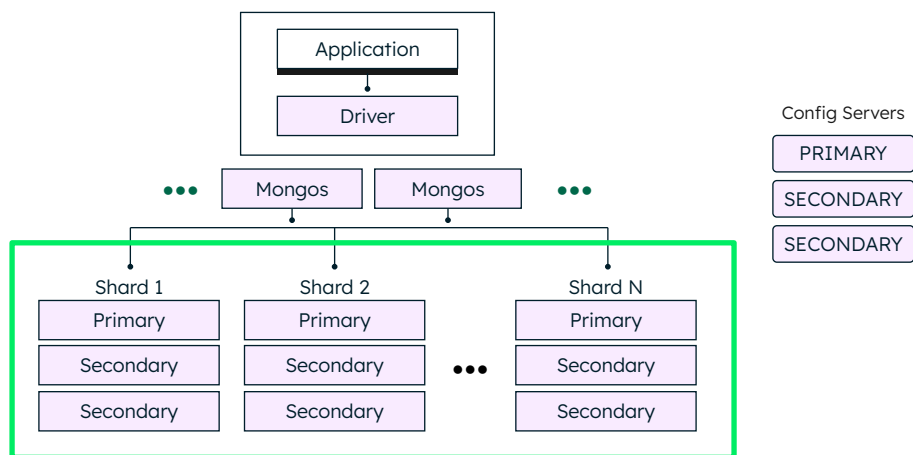 Application
Driver
Config Servers
PRIMARY
SECONDARY
SECONDARY
Mongos
Mongos
Shard 1
Shard 2
Shard N
Primary
Primary
Primary
Secondary
Secondary
Secondary
Secondary
Secondary
Secondary